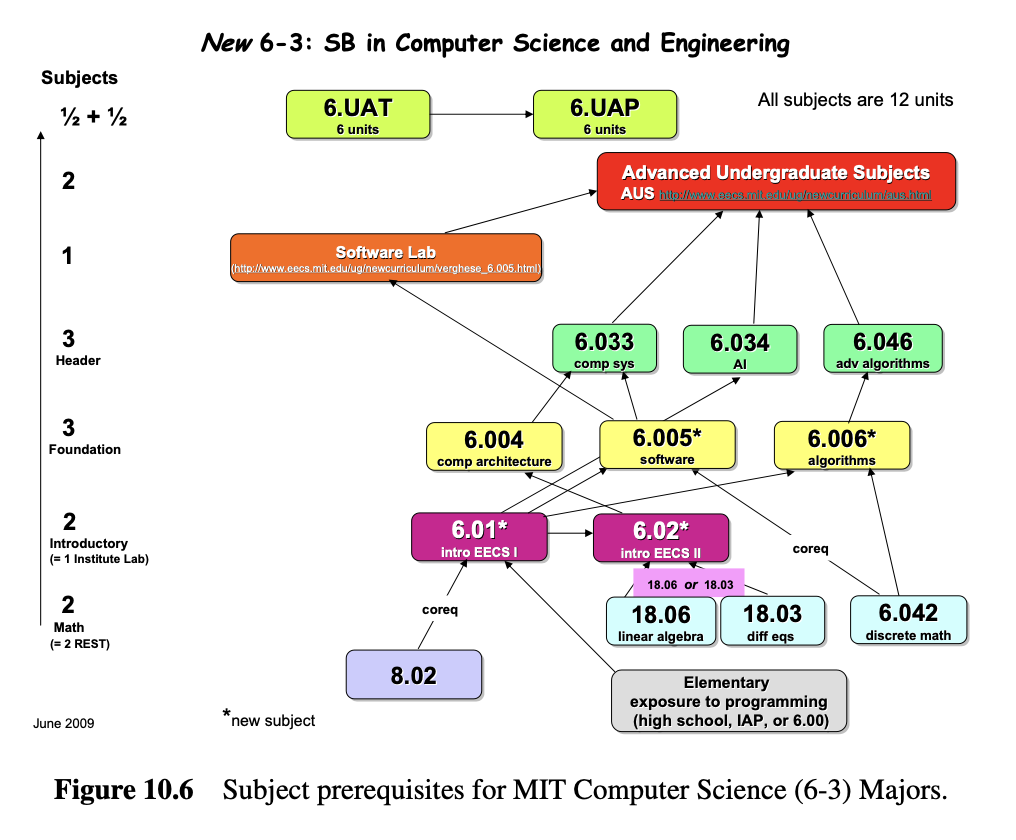 New 6-3: SB in Computer Science and Engineering
Subjects
½ + ½
6.UAT
6 units
6.UAP
6 units
All subjects are 12 units
2
Advanced Undergraduate Subjects
AUS http://www.eecs.mit.edu/ug/newcurriculum/aus.html
1
Software Lab
(http://www.eecs.mit.edu/ug/newcurriculum/verghese_6.005.html)
3
Header
6.033
comp sys
6.034
AI
6.046
adv algorithms
3
Foundation
6.004
comp architecture
6.005*
software
6.006*
algorithms
2
Introductory
(= 1 Institute Lab)
6.01*
intro EECS I
6.02*
intro EECS II
coreq
18.06 or 18.03
2
Math
(= 2 REST)
coreq
18.06
linear algebra
18.03
diff eqs
6.042
discrete math
8.02
Elementary
exposure to programming
(high school, IAP, or 6.00)
June 2009
*new subject
Figure 10.6 Subject prerequisites for MIT Computer Science (6-3) Majors.